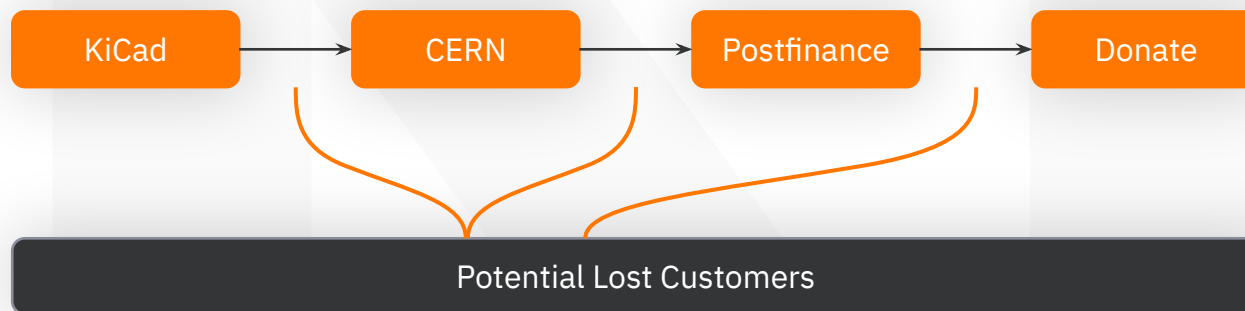 KiCad
CERN
Postfinance
Donate
Potential Lost Customers